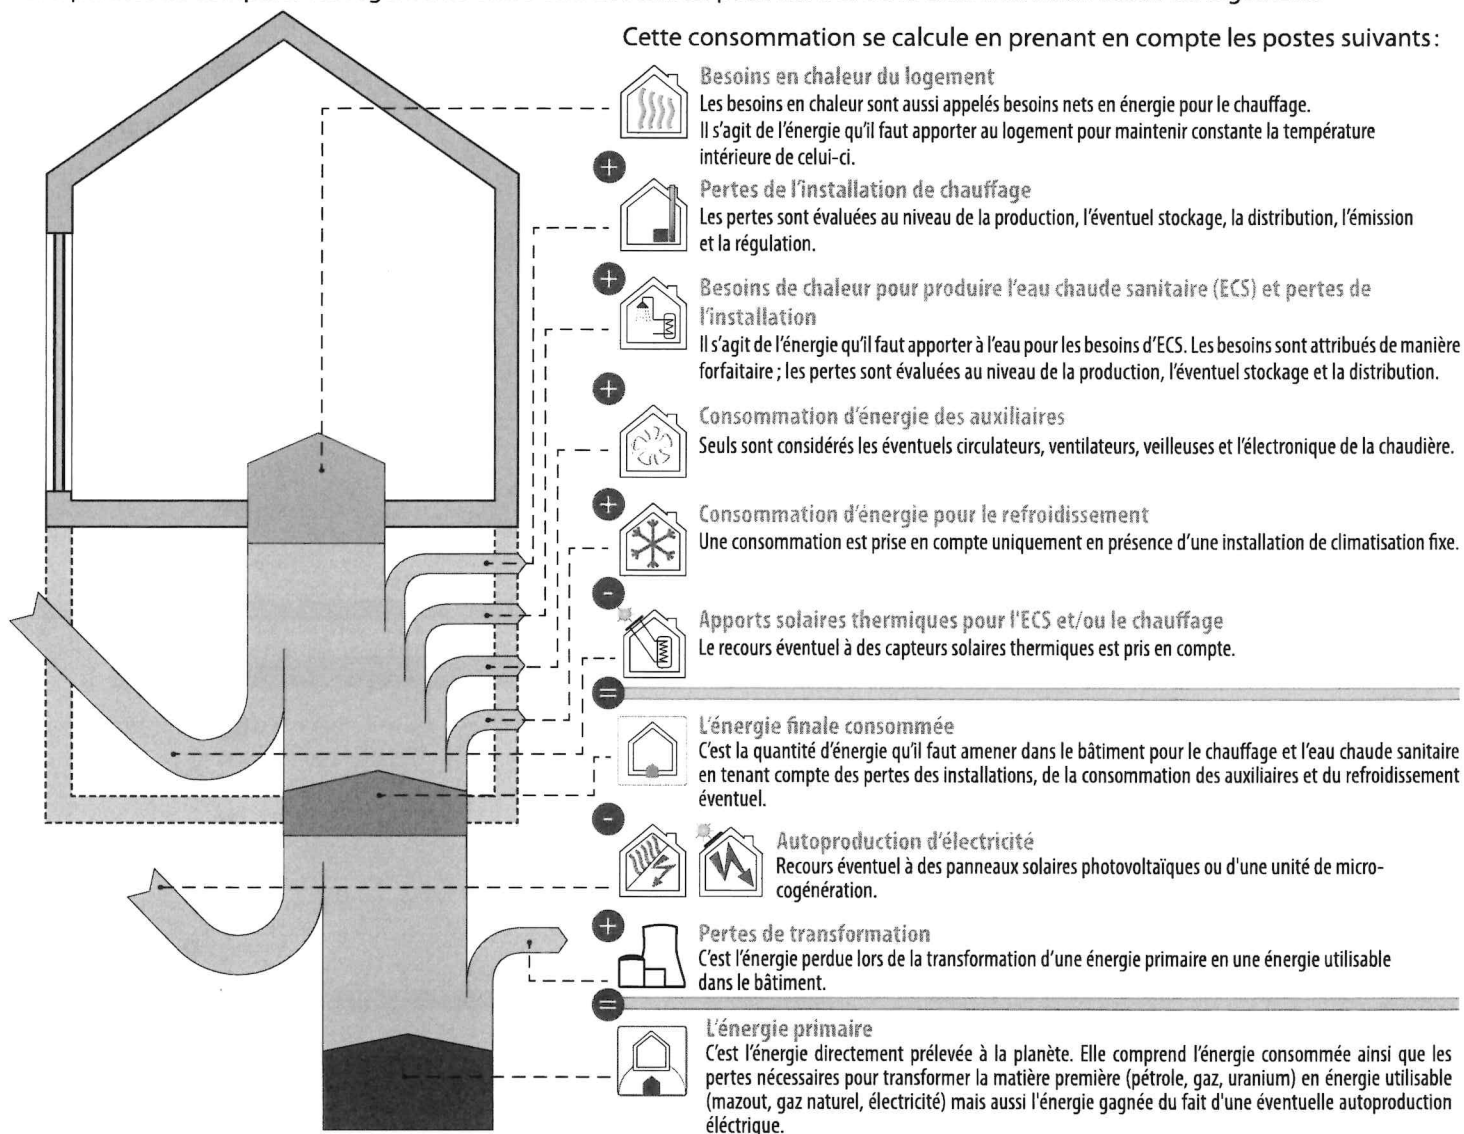 Cette consommation se calcule en prenant en compte les postes suivants :
Besoins en chaleur du logement
Les besoins en chaleur sont aussi appelés besoins nets en énergie pour le chauffage.
Il s'agit de l'énergie qu'il faut apporter au logement pour maintenir constante la température
intérieure de celui-ci.
+
Pertes de l'installation de chauffage
Les pertes sont évaluées au niveau de la production, l'éventuel stockage, la distribution, l'émission
et la régulation.
+
Besoins de chaleur pour produire l'eau chaude sanitaire (ECS) et pertes de
l'installation
Il s'agit de l'énergie qu'il faut apporter à l'eau pour les besoins d'ECS. Les besoins sont attribués de manière
forfaitaire ; les pertes sont évaluées au niveau de la production, l'éventuel stockage et la distribution.
+
Consommation d'énergie des auxiliaires
Seuls sont considérés les éventuels circulateurs, ventilateurs, veilleuses et l'électronique de la chaudière.
+
Consommation d'énergie pour le refroidissement
Une consommation est prise en compte uniquement en présence d'une installation de climatisation fixe.
-
Apports solaires thermiques pour l'ECS et/ou le chauffage
Le recours éventuel à des capteurs solaires thermiques est pris en compte.
=
L'énergie finale consommée
C'est la quantité d'énergie qu'il faut amener dans le bâtiment pour le chauffage et l'eau chaude sanitaire
en tenant compte des pertes des installations, de la consommation des auxiliaires et du refroidissement
éventuel.
-
Autoproduction d'électricité
Recours éventuel à des panneaux solaires photovoltaïques ou d'une unité de micro-
cogénération.
+
Pertes de transformation
C'est l'énergie perdue lors de la transformation d'une énergie primaire en une énergie utilisable
dans le bâtiment.
=
L'énergie primaire
C'est l'énergie directement prélevée à la planète. Elle comprend l'énergie consommée ainsi que les
pertes nécessaires pour transformer la matière première (pétrole, gaz, uranium) en énergie utilisable
(mazout, gaz naturel, électricité) mais aussi l'énergie gagnée du fait d'une éventuelle autoproduction
éléctrique.